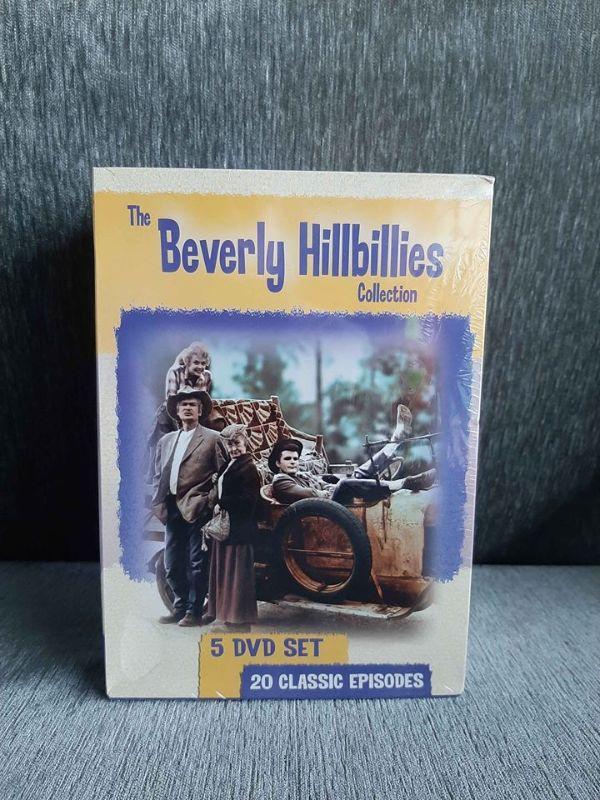 The
Beverly Hillbillies
Collection
5 DVD SET
20 CLASSIC EPISODES